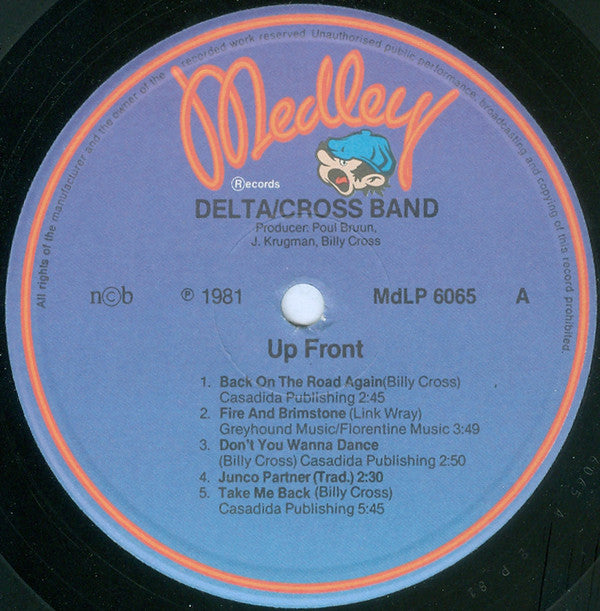 All rights of the manufacturer and the owner of the recorded work reserved. Unauthorised public performance, broadcasting and copying of this record prohibited.
Medley
®ecords
DELTA/CROSS BAND
Producer: Poul Bruun,
J. Krugman, Billy Cross
n©b ℗ 1981 MdLP 6065 A
Up Front
1. Back On The Road Again (Billy Cross)
Casadida Publishing 2:45
2. Fire And Brimstone (Link Wray)
Greyhound Music/Florentine Music 3:49
3. Don't You Wanna Dance
(Billy Cross) Casadida Publishing 2:50
4. Junco Partner (Trad.) 2:30
5. Take Me Back (Billy Cross)
Casadida Publishing 5:45